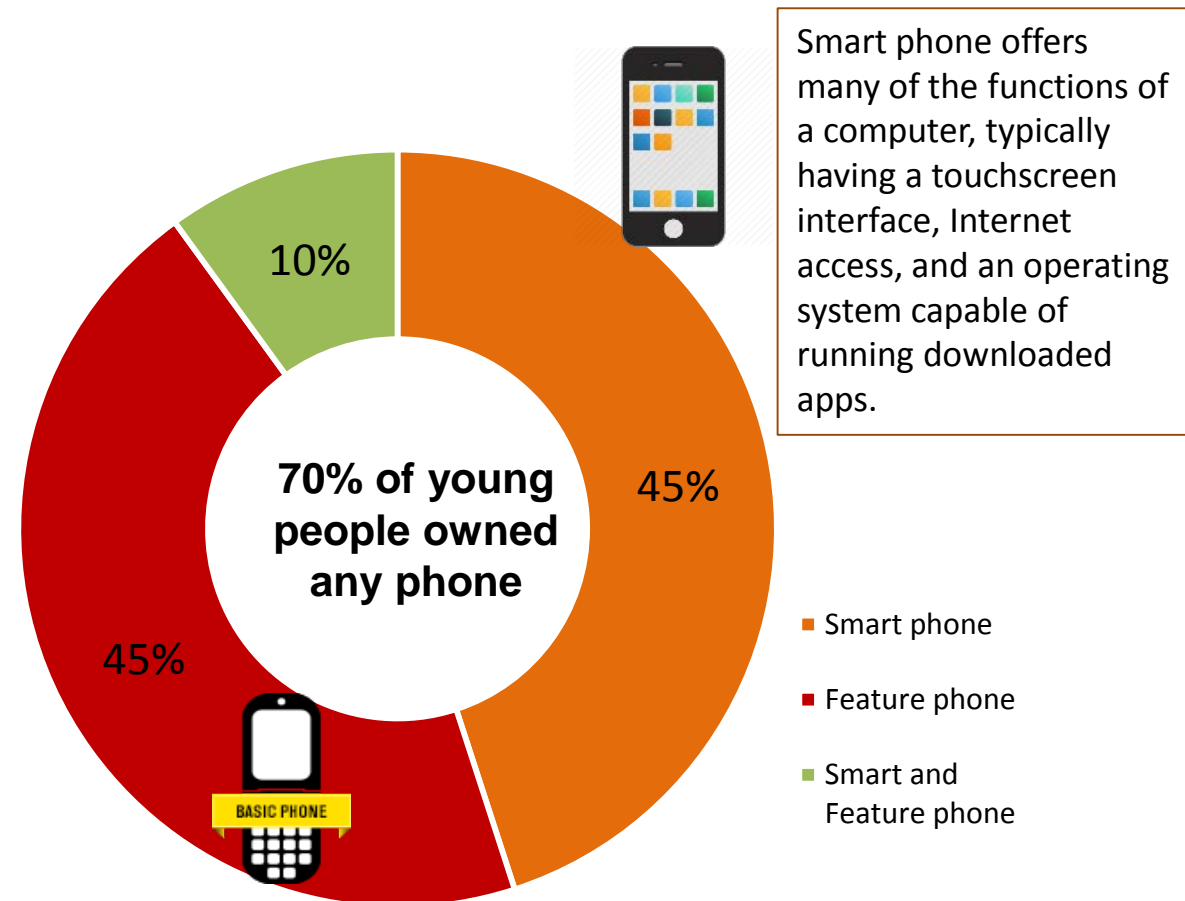 Smart phone offers
many of the functions of
a computer, typically
having a touchscreen
interface, Internet
access, and an operating
system capable of
running downloaded
apps.
10%
45%
70% of young
people owned
any phone
45%
BASIC PHONE
Smart phone
Feature phone
Smart and
Feature phone